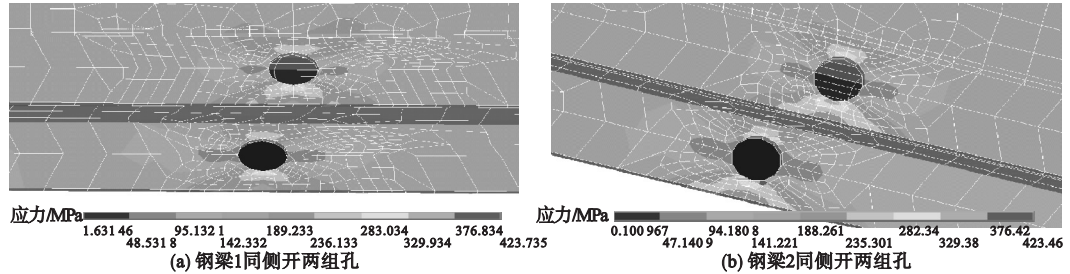 应力/MPa
1.631 46 95.132 1 189.233 283.034 376.834
48.531 8 142.332 236.133 329.934 423.735
(a) 钢梁1同侧开两组孔
应力/MPa
0.100 967 94.180 8 188.261 282.34 376.42
47.140 9 141.221 235.301 329.38 423.46
(b) 钢梁2同侧开两组孔